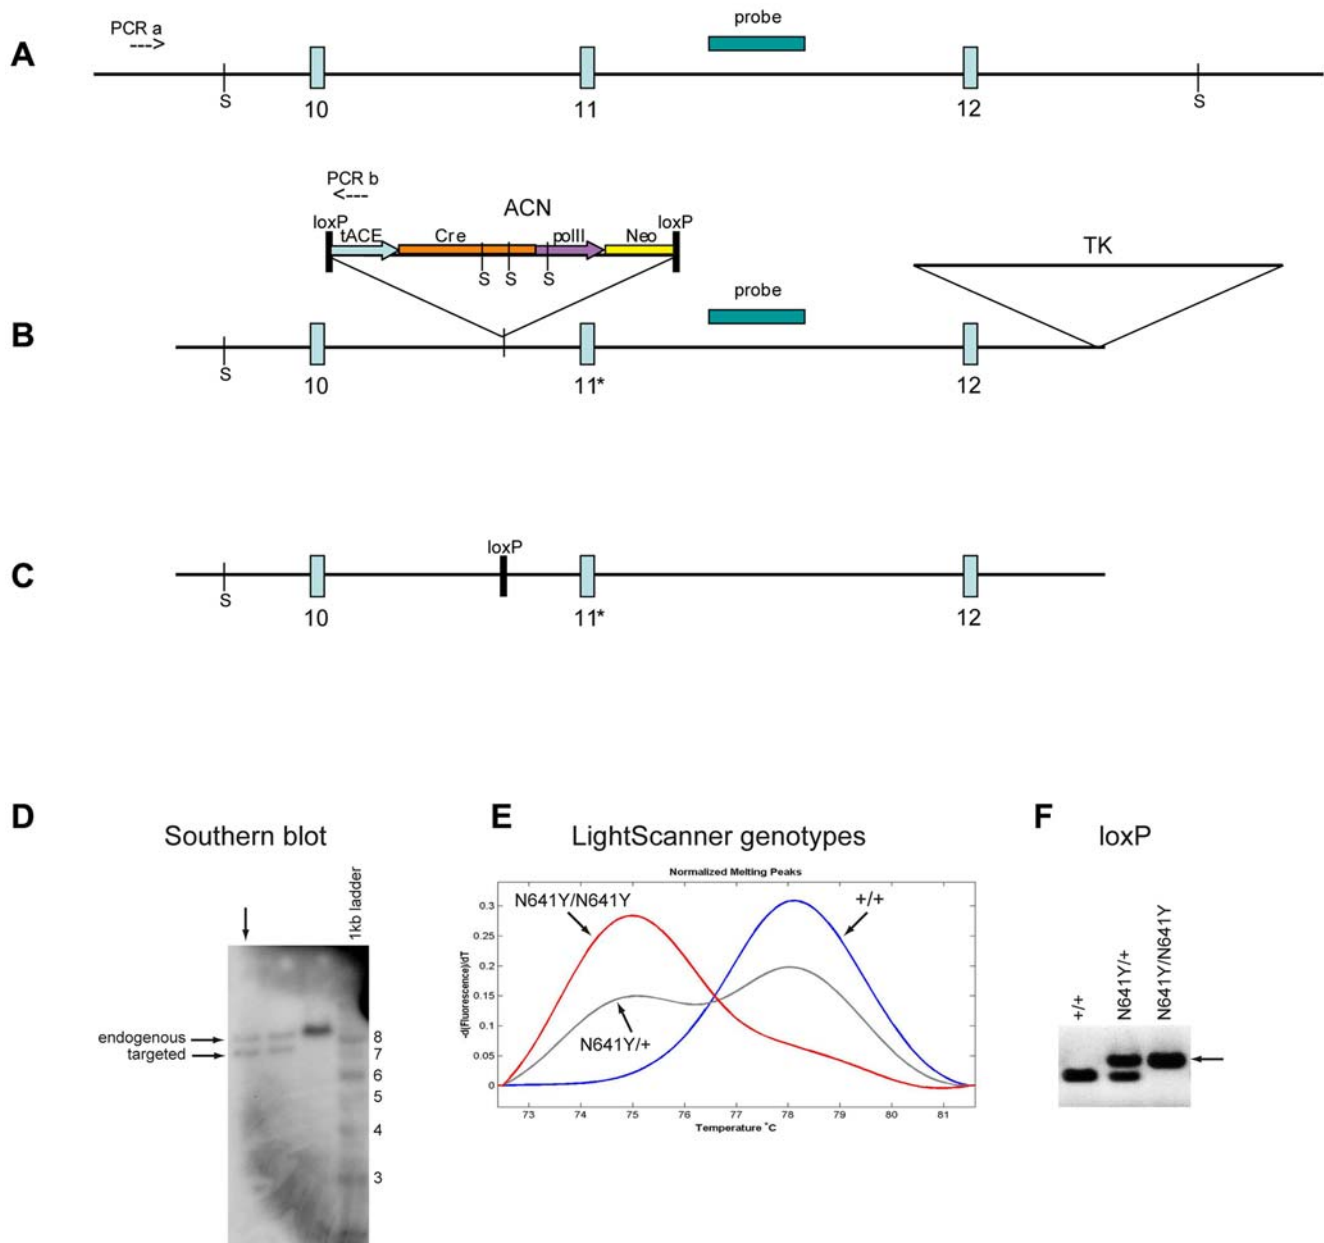 A
PCR a
--->
probe
S
S
10
11
12
B
PCR b
<---
ACN
loxP
loxP
tACE
Cre
polII
Neo
S
S
S
probe
TK
S
10
11*
12
C
loxP
S
10
11*
12
D
Southern blot
1kb ladder
endogenous
targeted
8
7
6
5
4
3
E
LightScanner genotypes
Normalized Melting Peaks
N641Y/N641Y
+/+
N641Y/+
-d(Fluorescence)/dT
0.3
0.25
0.2
0.15
0.1
0.05
0
73 74 75 76 77 78 79 80 81
Temperature °C
F
loxP
+/+
N641Y/+
N641Y/N641Y